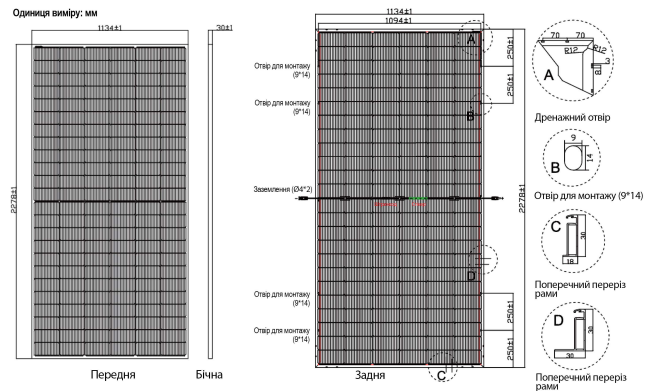 Одиниця виміру: мм
1134±1
30±1
2278±1
Передня
Бічна
1134±1
1094±1
A
250±1
250±1
Отвір для монтажу
(9*14)
Отвір для монтажу
(9*14)
B
Заземлення (Ø4*2)
2278±1
D
Отвір для монтажу
(9*14)
Отвір для монтажу
(9*14)
250±1
250±1
C
Задня
70
70
R12
R12
3
8
A
Дренажний отвір
9
14
B
Отвір для монтажу (9*14)
C
30
18
Поперечний переріз
рами
D
30
30
Поперечний переріз
рами